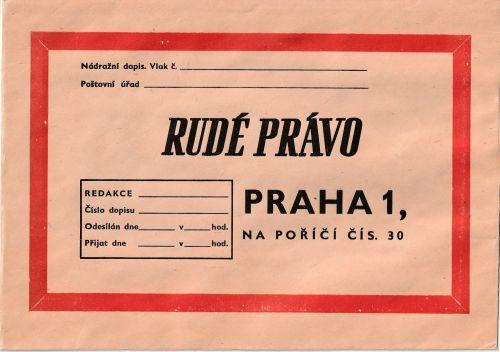 Nádražní dopis. Vlak č.
Poštovní úřad
RUDÉ PRÁVO
REDAKCE
Číslo dopisu
Odesílán dne v hod.
Přijat dne v hod.
PRAHA 1,
NA POŘÍČÍ ČÍS. 30